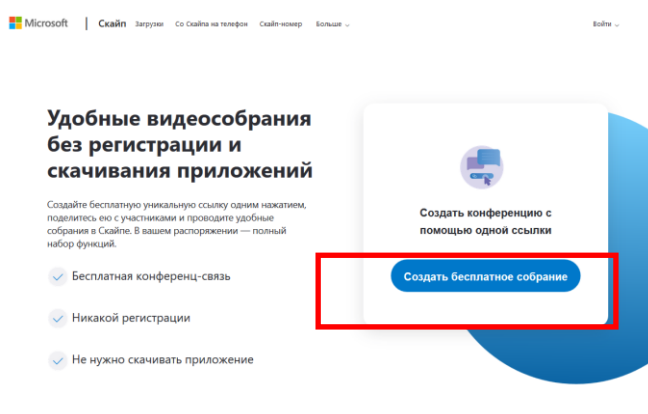 Microsoft | Скайп Загрузки Со Скайпа на телефон Скайп-номер Больше Войти
Удобные видеособрания
без регистрации и
скачивания приложений
Создайте бесплатную уникальную ссылку одним нажатием,
поделитесь ею с участниками и проводите удобные
собрания в Скайпе. В вашем распоряжении — полный
набор функций.
Бесплатная конференц-связь
Никакой регистрации
Не нужно скачивать приложение
Создать конференцию с
помощью одной ссылки
Создать бесплатное собрание